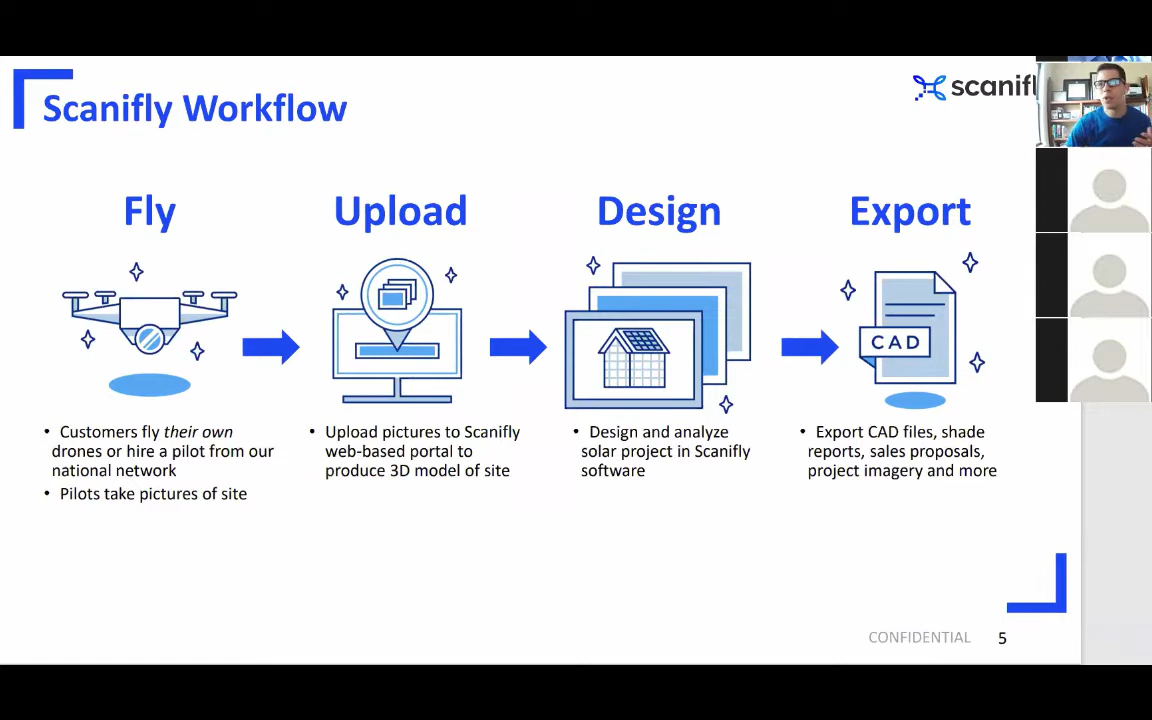 Scanifly Workflow
scanifl
Fly
Upload
Design
Export
CAD
• Customers fly their own
drones or hire a pilot from our
national network
• Pilots take pictures of site
• Upload pictures to Scanifly
web-based portal to
produce 3D model of site
• Design and analyze
solar project in Scanifly
software
• Export CAD files, shade
reports, sales proposals,
project imagery and more
CONFIDENTIAL 5